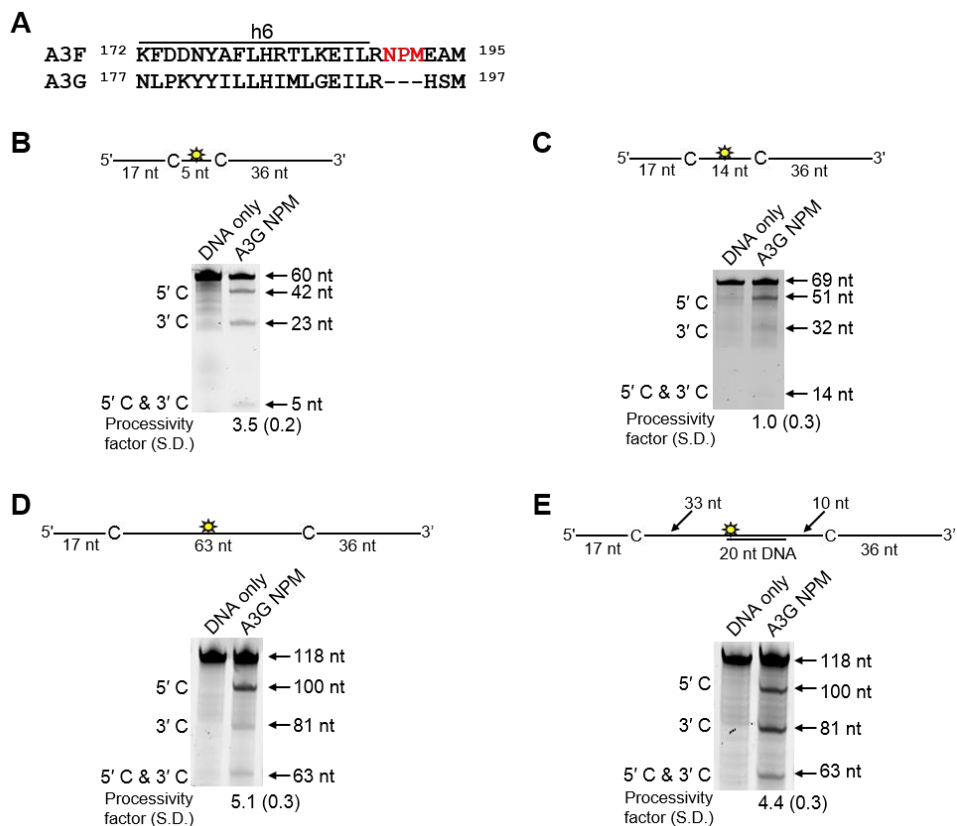 A
h6
A3F 172 KFDDNYAFLHRTLKEILRNPMEAM 195
A3G 177 NLPKYYILLHIMLGEILR---HSM 197
B
5′ C C 3′
17 nt 5 nt 36 nt
DNA only
A3G NPM
60 nt
5′ C 42 nt
3′ C 23 nt
5′ C & 3′ C 5 nt
Processivity 3.5 (0.2)
factor (S.D.)
C
5′ C C 3′
17 nt 14 nt 36 nt
DNA only
A3G NPM
69 nt
5′ C 51 nt
3′ C 32 nt
5′ C & 3′ C 14 nt
Processivity 1.0 (0.3)
factor (S.D.)
D
5′ C C 3′
17 nt 63 nt 36 nt
DNA only
A3G NPM
118 nt
5′ C 100 nt
3′ C 81 nt
5′ C & 3′ C 63 nt
Processivity 5.1 (0.3)
factor (S.D.)
E
33 nt 10 nt
5′ C C 3′
17 nt 20 nt DNA 36 nt
DNA only
A3G NPM
118 nt
5′ C 100 nt
3′ C 81 nt
5′ C & 3′ C 63 nt
Processivity 4.4 (0.3)
factor (S.D.)